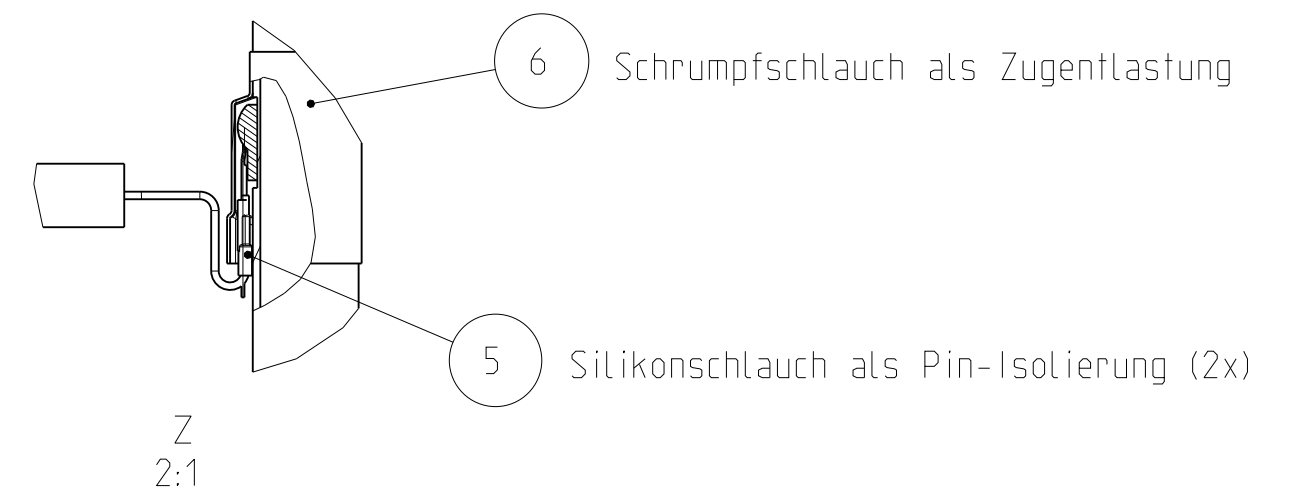 6 Schrumpfschlauch als Zugentlastung
5 Silikonschlauch als Pin-Isolierung (2x)
Z
2:1